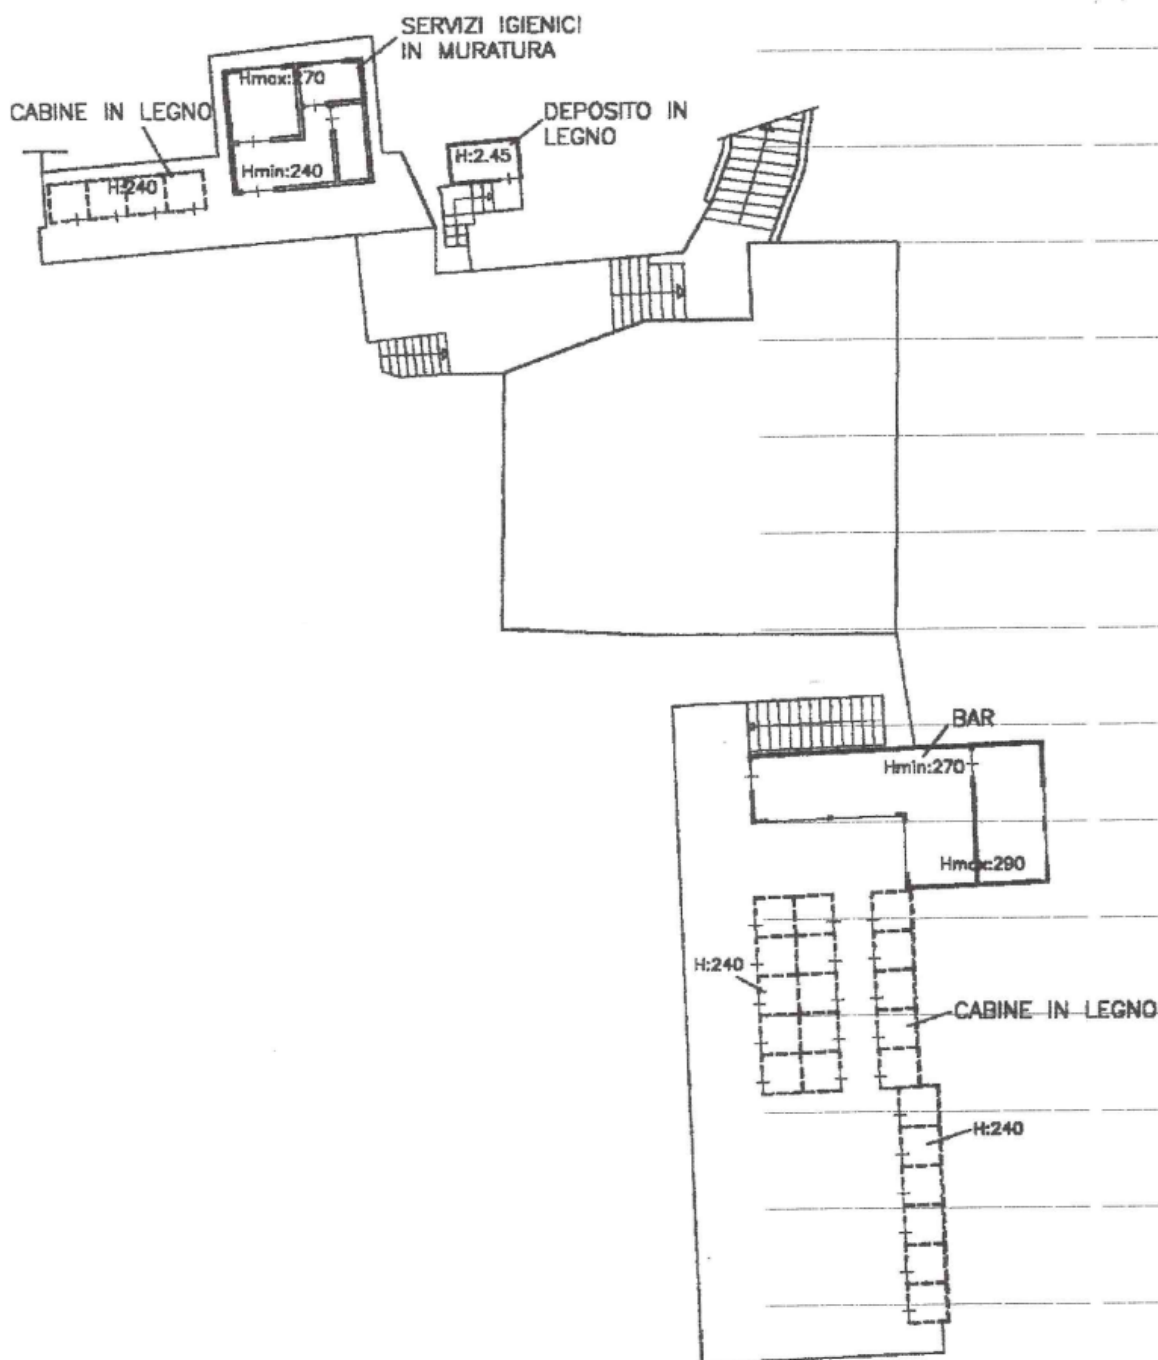 SERVIZI IGIENICI
IN MURATURA
Hmax:270
CABINE IN LEGNO
DEPOSITO IN
LEGNO
H:2.45
Hmin:240
H:240
BAR
Hmin:270
Hmax:290
H:240
CABINE IN LEGNO
H:240